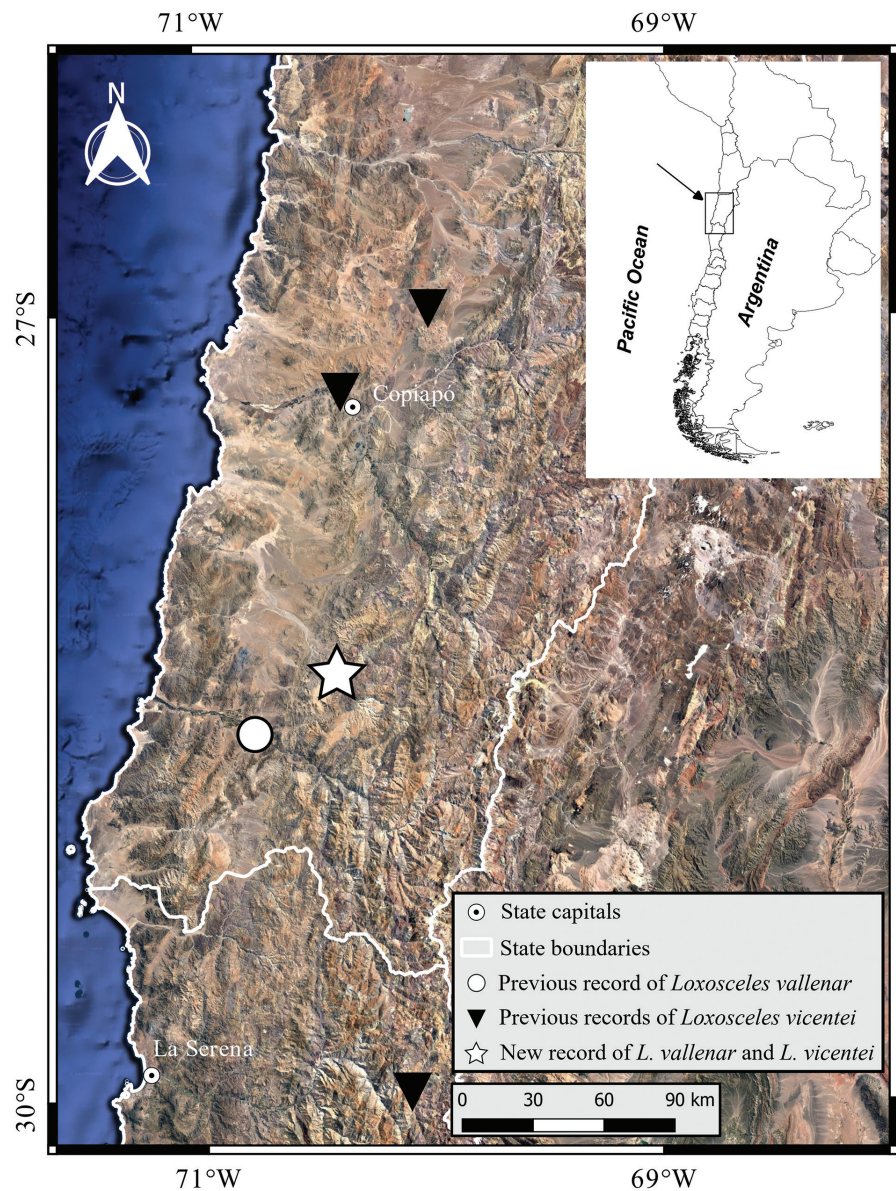 71°W
69°W
N
27°S
Pacific Ocean
Argentina
Copiapó
State capitals
State boundaries
Previous record of Loxosceles vallenar
Previous records of Loxosceles vicentei
New record of L. vallenar and L. vicentei
La Serena
30°S
0 30 60 90 km
71°W
69°W